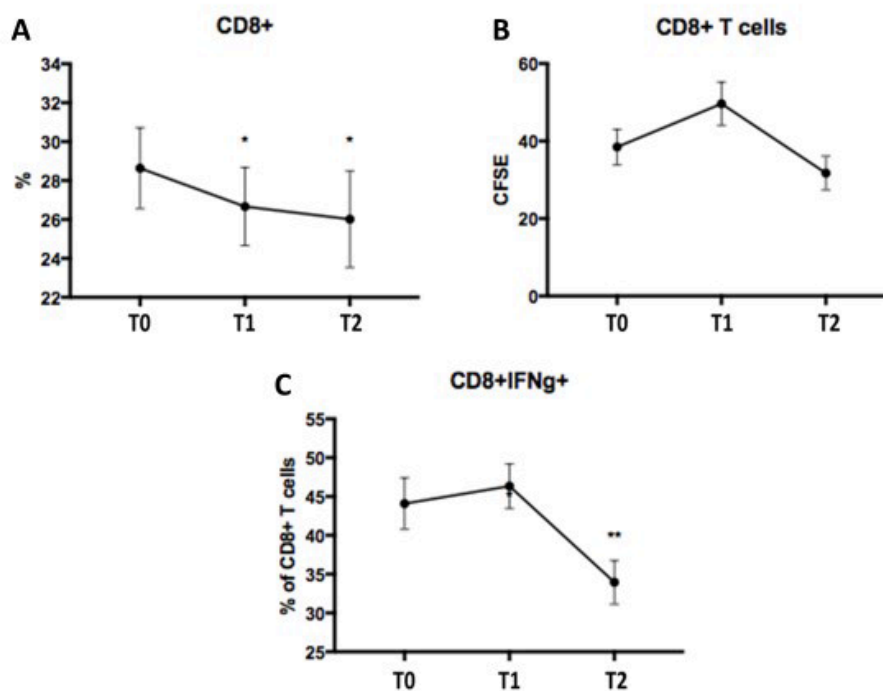 A
CD8+
34
32
30
28
26
24
22
%
*
*
T0
T1
T2
B
CD8+ T cells
60
40
20
0
CFSE
T0
T1
T2
C
CD8+IFNg+
55
50
45
40
35
30
25
% of CD8+ T cells
*
**
T0
T1
T2